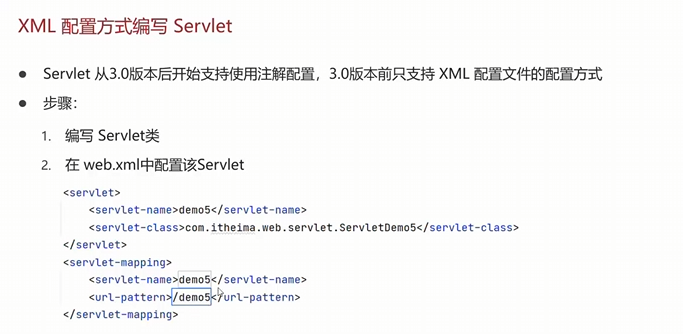 XML 配置方式编写 Servlet
● Servlet 从3.0版本后开始支持使用注解配置，3.0版本前只支持 XML 配置文件的配置方式
● 步骤：
1. 编写 Servlet类
2. 在 web.xml中配置该Servlet
<servlet>
<servlet-name>demo5</servlet-name>
<servlet-class>com.itheima.web.servlet.ServletDemo5</servlet-class>
</servlet>
<servlet-mapping>
<servlet-name>demo5</servlet-name>
<url-pattern>/demo5</url-pattern>
</servlet-mapping>